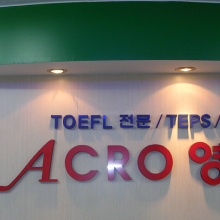 TOEFL 전문/TEPS/
ACRO 영